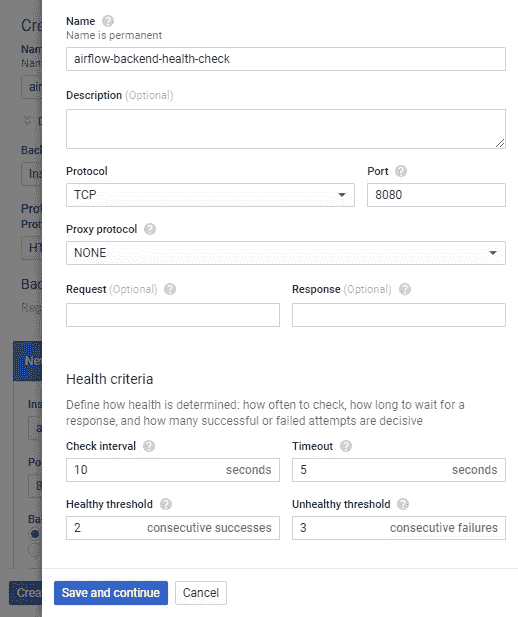 Name
Name is permanent
airflow-backend-health-check
Description (Optional)
Protocol
Port
TCP
8080
Proxy protocol
NONE
Request (Optional)
Response (Optional)
Health criteria
Define how health is determined: how often to check, how long to wait for a
response, and how many successful or failed attempts are decisive
Check interval
Timeout
10 seconds
5 seconds
Healthy threshold
Unhealthy threshold
2 consecutive successes
3 consecutive failures
Save and continue
Cancel